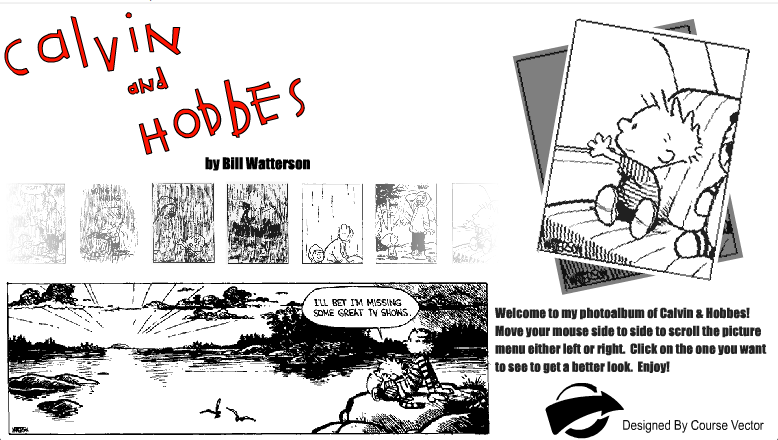 Calvin
and
Hobbes
by Bill Watterson
I'LL BET I'M MISSING
SOME GREAT TV SHOWS.
Welcome to my photoalbum of Calvin & Hobbes!
Move your mouse side to side to scroll the picture
menu either left or right.  Click on the one you want
to see to get a better look.  Enjoy!
Designed By Course Vector